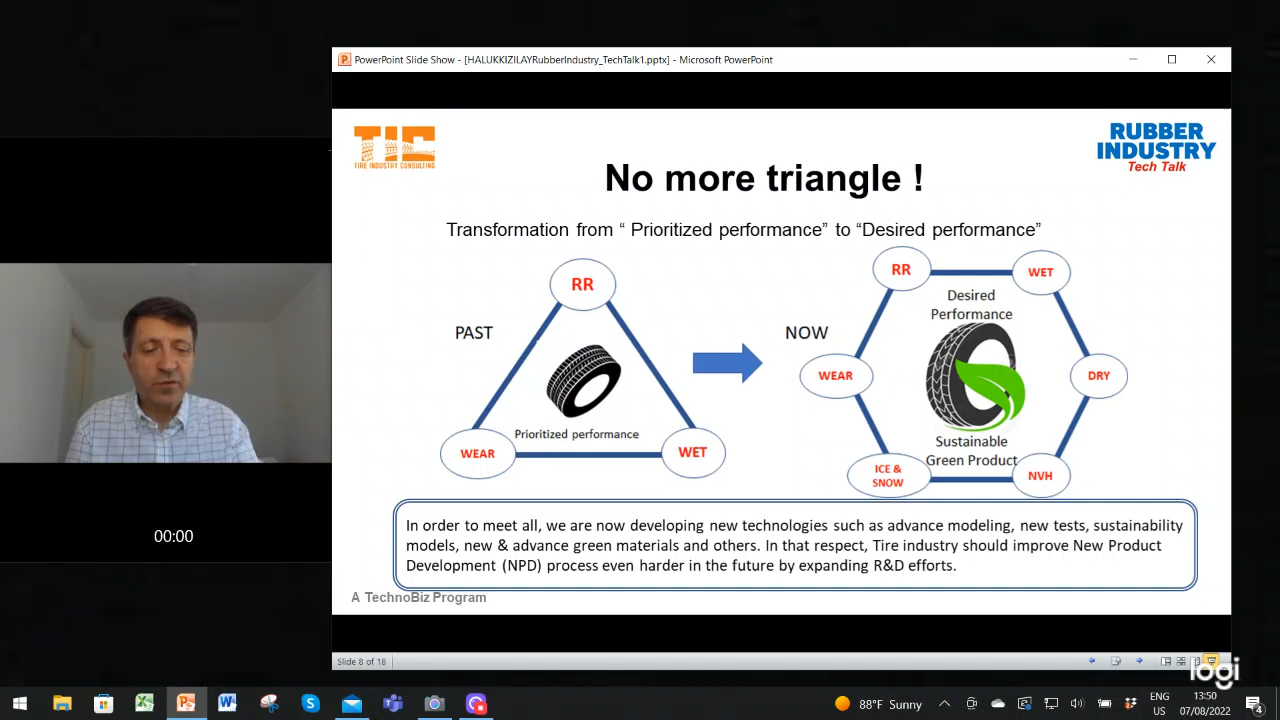 PowerPoint Slide Show - [HALUKKIZILAYRubberIndustry_TechTalk1.pptx] - Microsoft PowerPoint
TIC
TIRE INDUSTRY CONSULTING
RUBBER
INDUSTRY
Tech Talk
No more triangle !
Transformation from “ Prioritized performance” to “Desired performance”
PAST
RR
Prioritized performance
WEAR
WET
NOW
RR
WET
Desired
Performance
WEAR
DRY
Sustainable
Green Product
ICE &
SNOW
NVH
In order to meet all, we are now developing new technologies such as advance modeling, new tests, sustainability
models, new & advance green materials and others. In that respect, Tire industry should improve New Product
Development (NPD) process even harder in the future by expanding R&D efforts.
A TechnoBiz Program
00:00
Slide 8 of 18
logi
88°F Sunny
ENG
US
13:50
07/08/2022
4